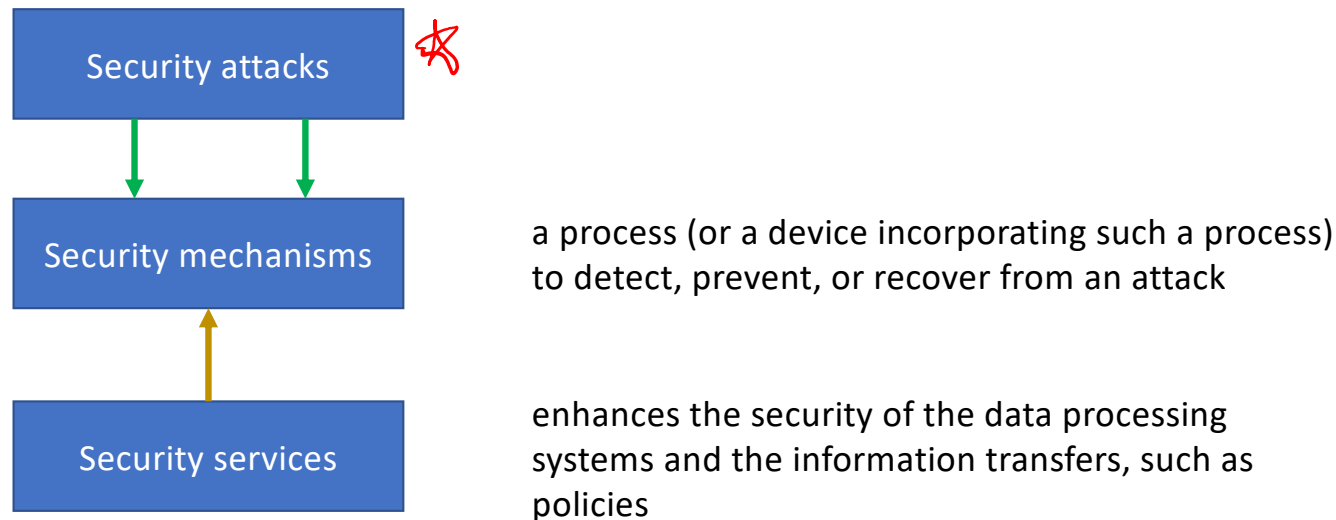 Security attacks
Security mechanisms
a process (or a device incorporating such a process)
to detect, prevent, or recover from an attack
Security services
enhances the security of the data processing
systems and the information transfers, such as
policies